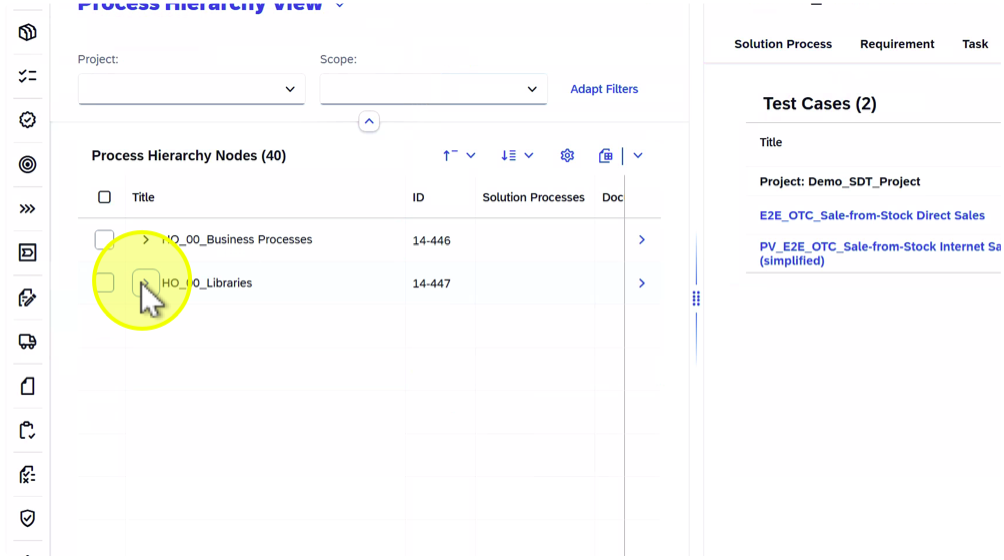 Process Hierarchy View
Project:
Scope:
Adapt Filters
Process Hierarchy Nodes (40)
Title ID Solution Processes Doc
HO_00_Business Processes 14-446
HO_00_Libraries 14-447
Solution Process Requirement Task
Test Cases (2)
Title
Project: Demo_SDT_Project
E2E_OTC_Sale-from-Stock Direct Sales
PV_E2E_OTC_Sale-from-Stock Internet Sa
(simplified)